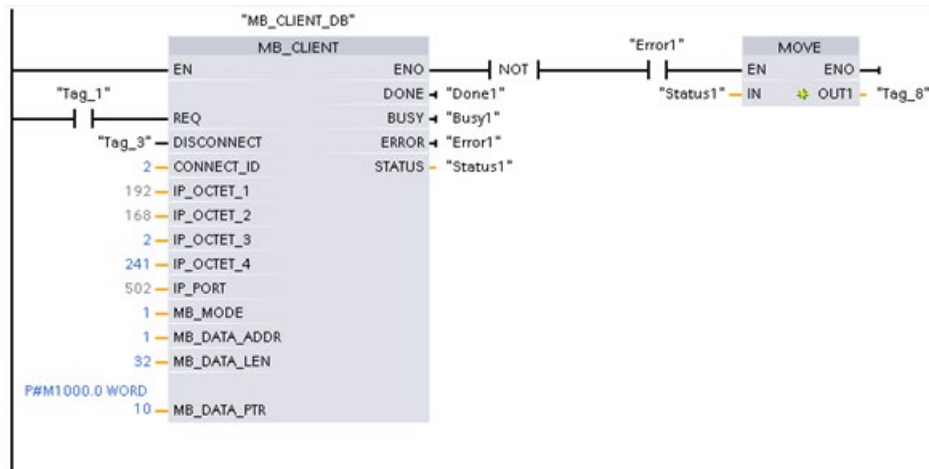 "MB_CLIENT_DB"
MB_CLIENT "Error1" MOVE
EN ENO NOT EN ENO
"Tag_1" DONE "Done1" "Status1" IN OUT1 "Tag_8"
REQ BUSY "Busy1"
"Tag_3" DISCONNECT ERROR "Error1"
2 CONNECT_ID STATUS "Status1"
192 IP_OCTET_1
168 IP_OCTET_2
2 IP_OCTET_3
241 IP_OCTET_4
502 IP_PORT
1 MB_MODE
1 MB_DATA_ADDR
32 MB_DATA_LEN
P#M1000.0 WORD
10 MB_DATA_PTR